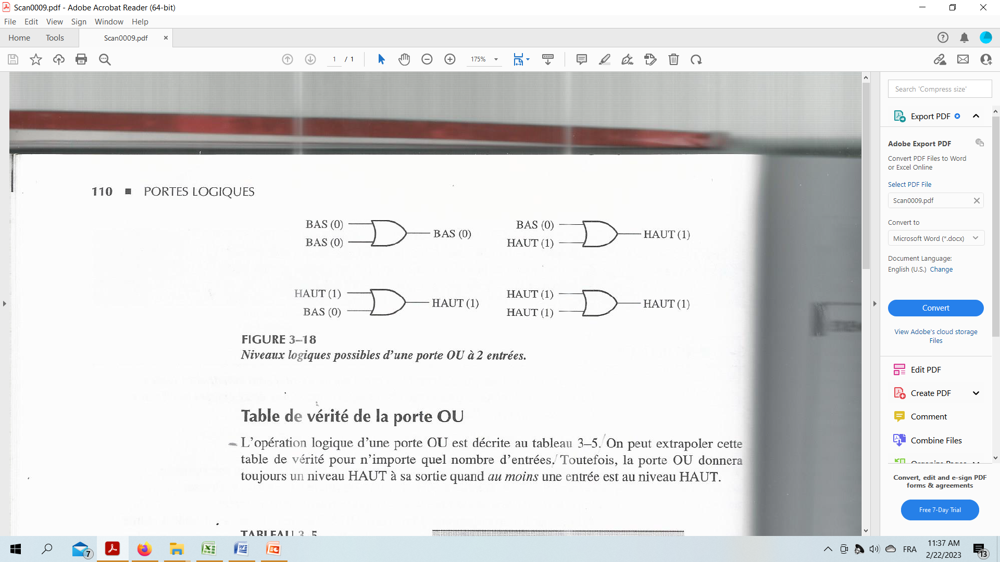 Scan0009.pdf - Adobe Acrobat Reader (64-bit)
File Edit View Sign Window Help
Home Tools Scan0009.pdf
1 / 1 175%
Search 'Compress size'
Export PDF
Adobe Export PDF
Convert PDF Files to Word
or Excel Online
Select PDF File
Scan0009.pdf
Convert to
Microsoft Word (*.docx)
Document Language:
English (U.S.) Change
Convert
View Adobe's cloud storage
Files
Edit PDF
Create PDF
Comment
Combine Files
Organize Pages
Convert, edit and e-sign PDF
forms & agreements
Free 7-Day Trial
110 ■ PORTES LOGIQUES
BAS (0)
BAS (0)
BAS (0)
BAS (0)
HAUT (1)
HAUT (1)
HAUT (1)
BAS (0)
HAUT (1)
HAUT (1)
HAUT (1)
HAUT (1)
FIGURE 3–18
Niveaux logiques possibles d'une porte OU à 2 entrées.
Table de vérité de la porte OU
L'opération logique d'une porte OU est décrite au tableau 3–5. On peut extrapoler cette
table de vérité pour n'importe quel nombre d'entrées. Toutefois, la porte OU donnera
toujours un niveau HAUT à sa sortie quand au moins une entrée est au niveau HAUT.
TABLEAU 3–5
7
FRA
11:37 AM
2/22/2023
13